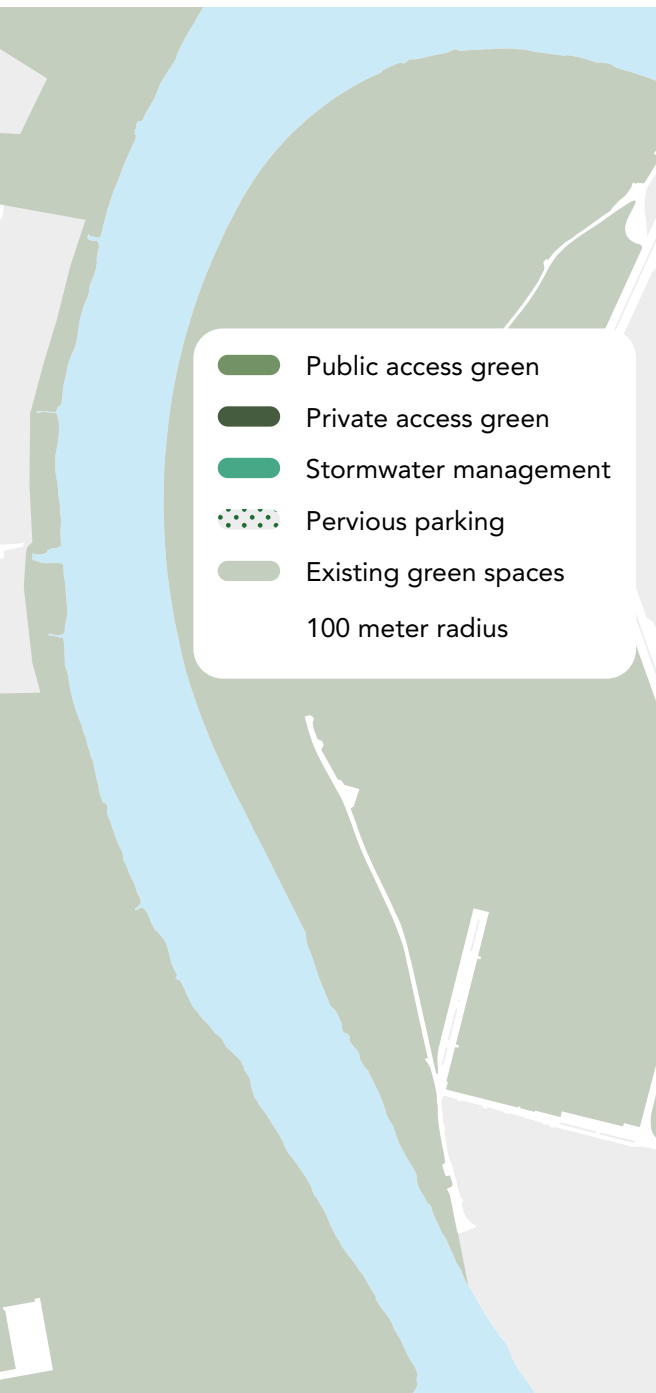 Public access green
Private access green
Stormwater management
Pervious parking
Existing green spaces
100 meter radius